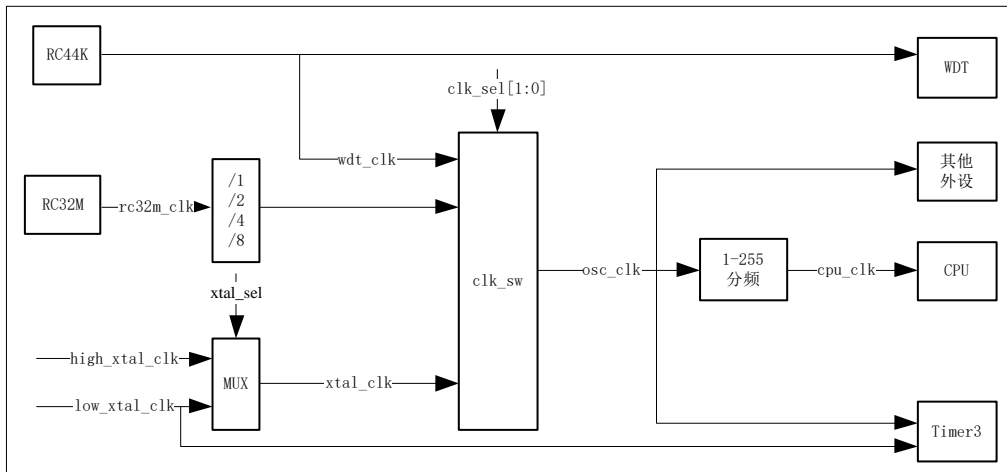 RC44K
WDT
clk_sel[1:0]
wdt_clk
其他
外设
RC32M
rc32m_clk
/1
/2
/4
/8
clk_sw
osc_clk
1-255
分频
cpu_clk
CPU
xtal_sel
high_xtal_clk
MUX
xtal_clk
low_xtal_clk
Timer3